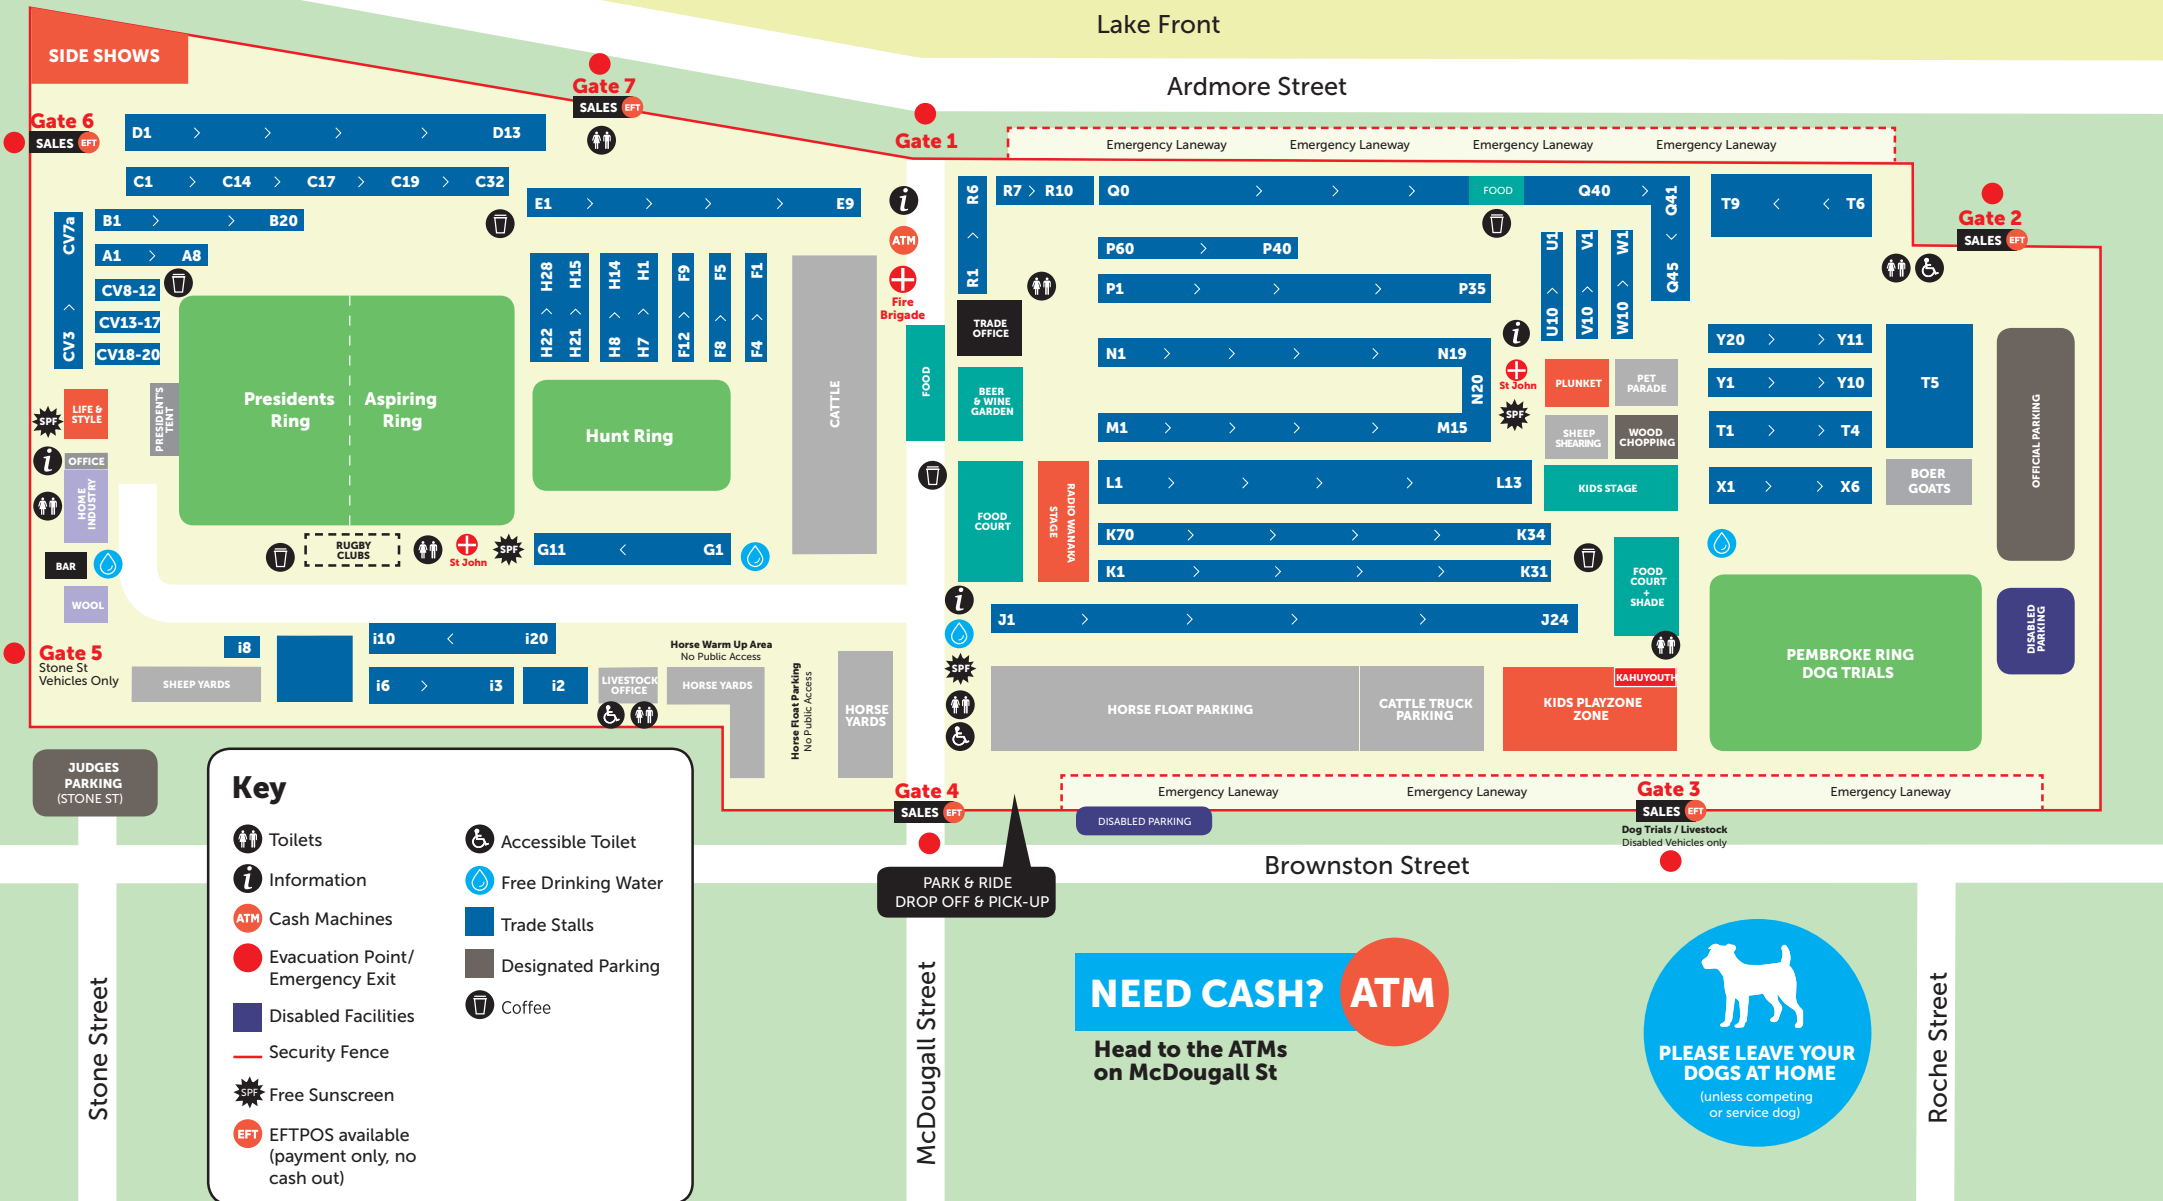 Lake Front
Ardmore Street
SIDE SHOWS
Gate 7
SALES EFT
Gate 6
SALES EFT
Gate 1
Emergency Laneway
Emergency Laneway
Emergency Laneway
Emergency Laneway
Gate 2
SALES EFT
D1 D13
C1 C14 C17 C19 C32
E1 E9
CV7a
CV3
B1 B20
A1 A8
CV8-12
CV13-17
CV18-20
i
ATM
Fire
Brigade
R6
R1
R7 R10
Q0
FOOD
Q40
Q41
Q45
T9 T6
P60 P40
P1 P35
U1
U10
V1
V10
W1
W10
H28
H22
H15
H21
H14
H8
H1
H7
F9
F12
F5
F8
F1
F4
CATTLE
FOOD
TRADE
OFFICE
BEER
& WINE
GARDEN
N1 N19
N20
M1 M15
i
St John
SPF
PLUNKET
PET
PARADE
SHEEP
SHEARING
WOOD
CHOPPING
KIDS STAGE
Y20 Y11
Y1 Y10
T1 T4
X1 X6
T5
BOER
GOATS
OFFICIAL PARKING
DISABLED
PARKING
SPF
LIFE &
STYLE
i
OFFICE
HOME
INDUSTRY
BAR
WOOL
PRESIDENT'S
TENT
Presidents
Ring
Aspiring
Ring
Hunt Ring
RUGBY
CLUBS
St John
SPF
G11 G1
FOOD
COURT
RADIO WANAKA
STAGE
L1 L13
K70 K34
K1 K31
J1 J24
FOOD
COURT
+
SHADE
i
SPF
PEMBROKE RING
DOG TRIALS
Gate 5
Stone St
Vehicles Only
i8
i10 i20
i6 i3
i2
SHEEP YARDS
LIVESTOCK
OFFICE
Horse Warm Up Area
No Public Access
HORSE YARDS
Horse Float Parking
No Public Access
HORSE
YARDS
HORSE FLOAT PARKING
CATTLE TRUCK
PARKING
KAHUYOUTH
KIDS PLAYZONE
ZONE
JUDGES
PARKING
(STONE ST)
Gate 4
SALES EFT
Emergency Laneway
Emergency Laneway
Emergency Laneway
Gate 3
SALES EFT
Dog Trials / Livestock
Disabled Vehicles only
DISABLED PARKING
PARK & RIDE
DROP OFF & PICK-UP
Brownston Street
Stone Street
McDougall Street
Roche Street
Key
Toilets
i Information
ATM Cash Machines
Evacuation Point/
Emergency Exit
Disabled Facilities
Security Fence
SPF Free Sunscreen
EFT EFTPOS available
(payment only, no
cash out)
Accessible Toilet
Free Drinking Water
Trade Stalls
Designated Parking
Coffee
NEED CASH? ATM
Head to the ATMs
on McDougall St
PLEASE LEAVE YOUR
DOGS AT HOME
(unless competing
or service dog)